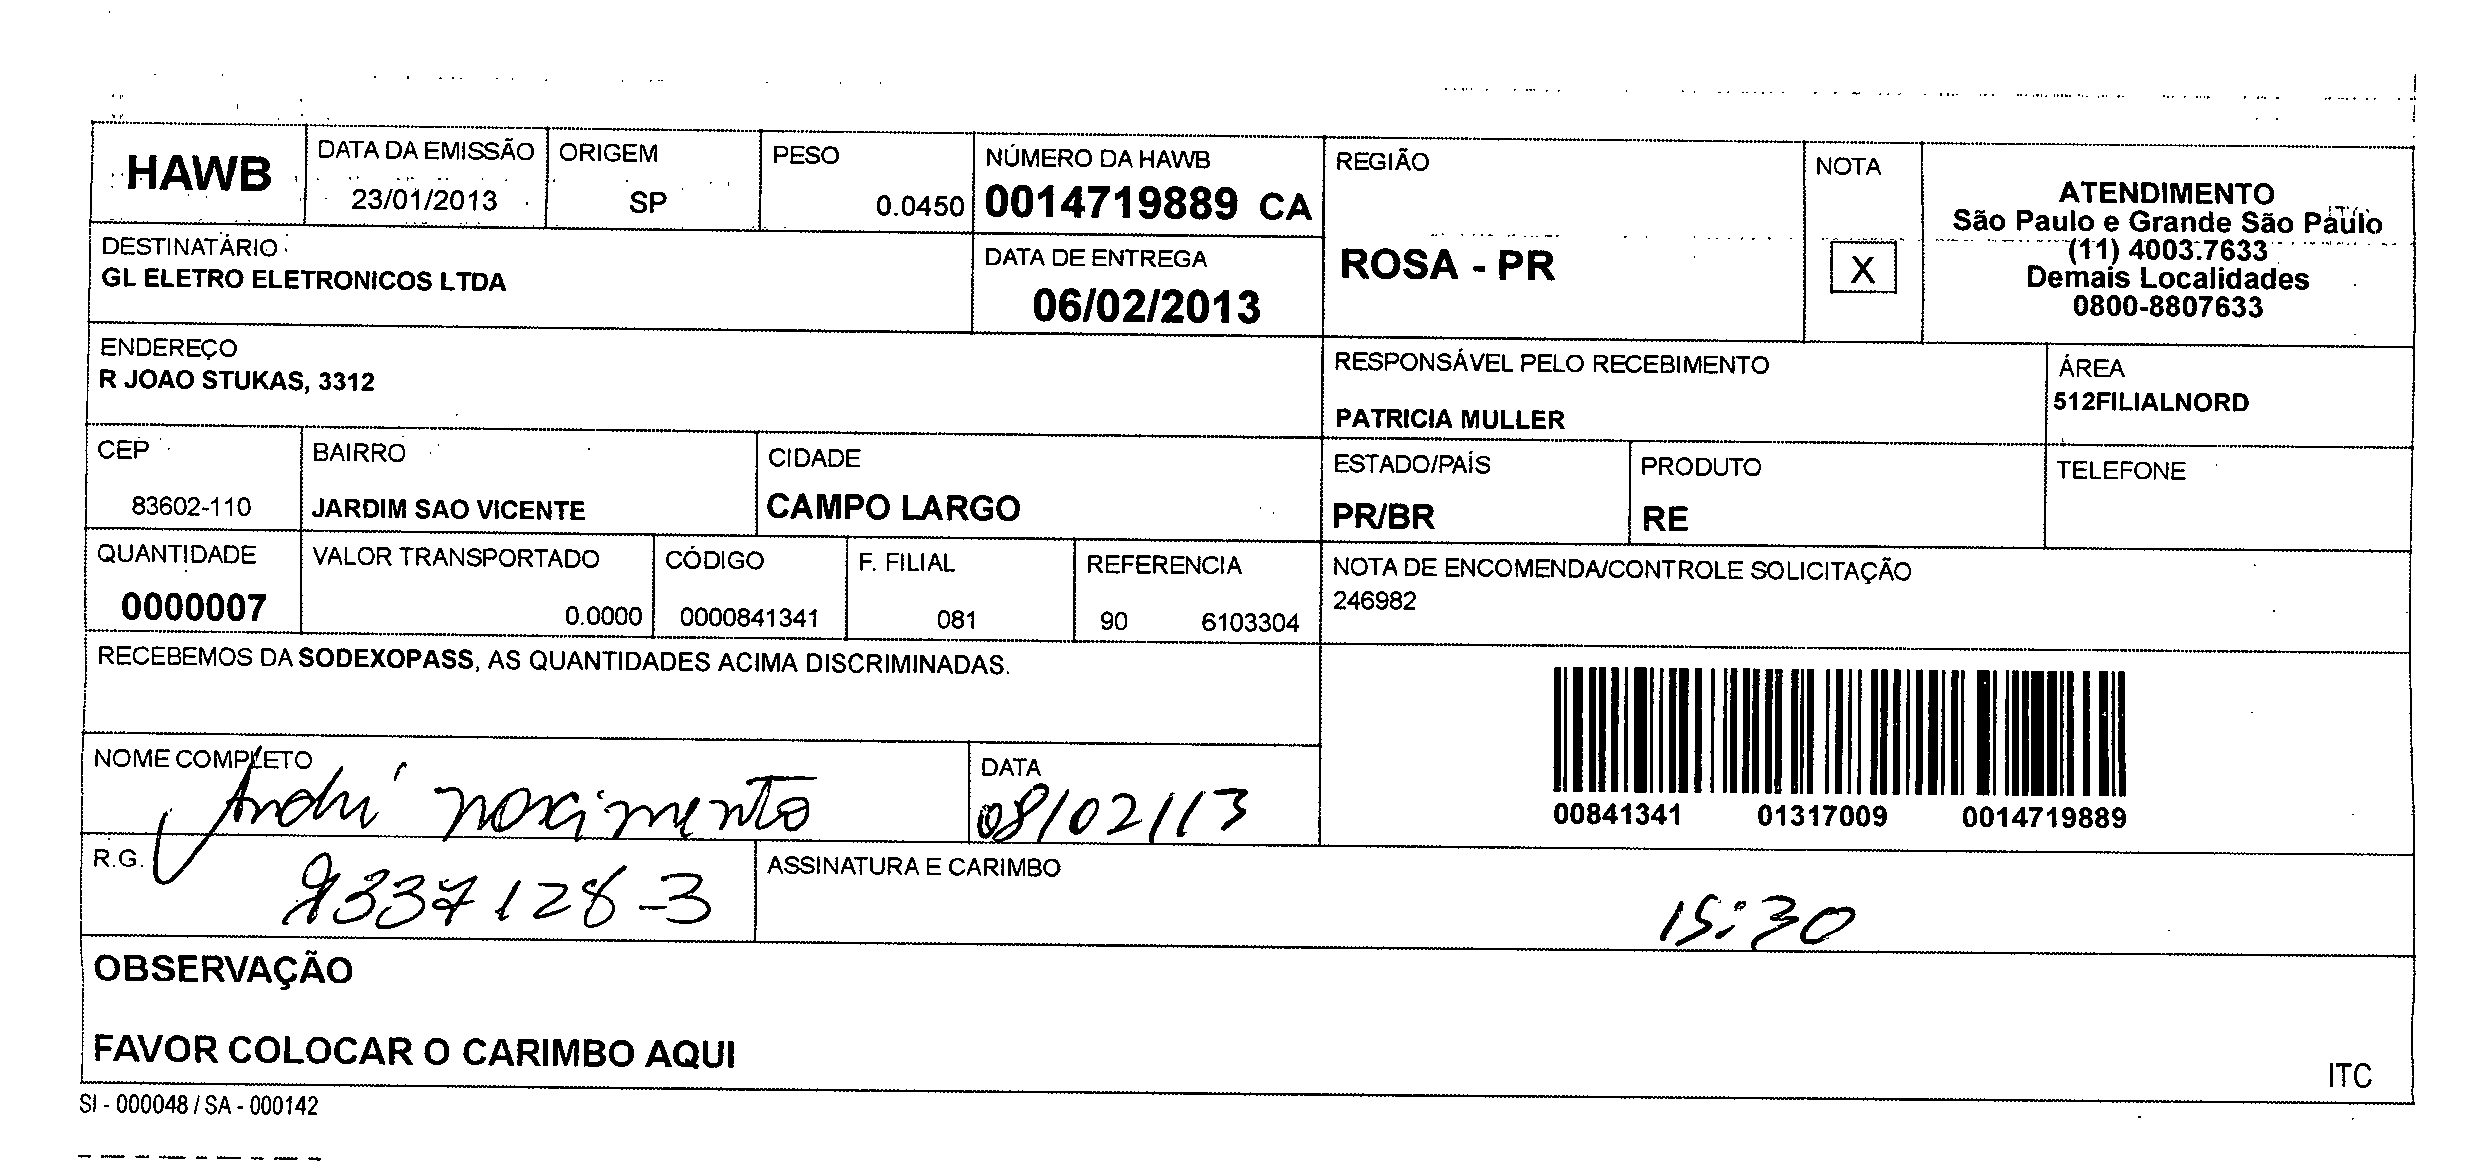 HAWB
DATA DA EMISSÃO
23/01/2013
ORIGEM
SP
PESO
0.0450
NÚMERO DA HAWB
0014719889 CA
REGIÃO
ROSA - PR
NOTA
X
ATENDIMENTO
São Paulo e Grande São Paulo
(11) 4003.7633
Demais Localidades
0800-8807633
DESTINATÁRIO
GL ELETRO ELETRONICOS LTDA
DATA DE ENTREGA
06/02/2013
ENDEREÇO
R JOAO STUKAS, 3312
RESPONSÁVEL PELO RECEBIMENTO
PATRICIA MULLER
ÁREA
512FILIALNORD
CEP
83602-110
BAIRRO
JARDIM SAO VICENTE
CIDADE
CAMPO LARGO
ESTADO/PAÍS
PR/BR
PRODUTO
RE
TELEFONE
QUANTIDADE
0000007
VALOR TRANSPORTADO
0.0000
CÓDIGO
0000841341
F. FILIAL
081
REFERENCIA
90 6103304
NOTA DE ENCOMENDA/CONTROLE SOLICITAÇÃO
246982
RECEBEMOS DA SODEXOPASS, AS QUANTIDADES ACIMA DISCRIMINADAS.
00841341 01317009 0014719889
NOME COMPLETO
André nascimento
DATA
08/02/13
R.G.
9337128-3
ASSINATURA E CARIMBO
15:30
OBSERVAÇÃO
FAVOR COLOCAR O CARIMBO AQUI
ITC
SI - 000048 / SA - 000142